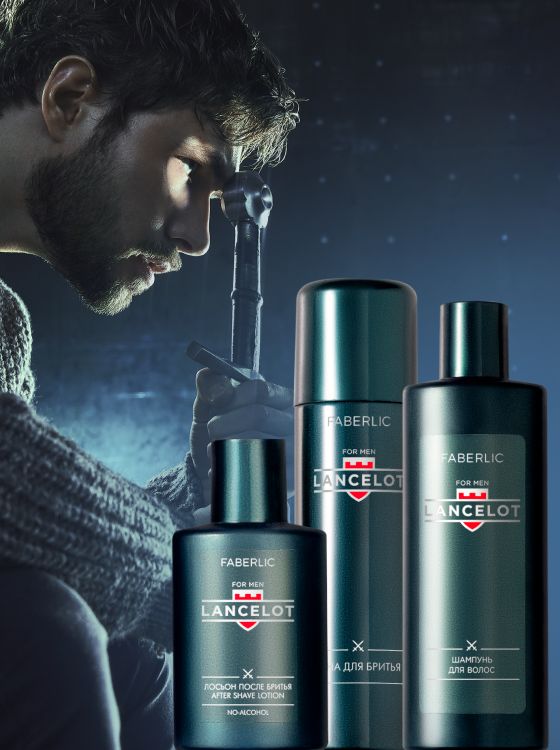 FABERLIC
FOR MEN
LANCELOT
ЛОСЬОН ПОСЛЕ БРИТЬЯ
AFTER SHAVE LOTION
NO-ALCOHOL
FABERLIC
FOR MEN
LANCELOT
ДЛЯ БРИТЬЯ
FABERLIC
FOR MEN
LANCELOT
ШАМПУНЬ
ДЛЯ ВОЛОС